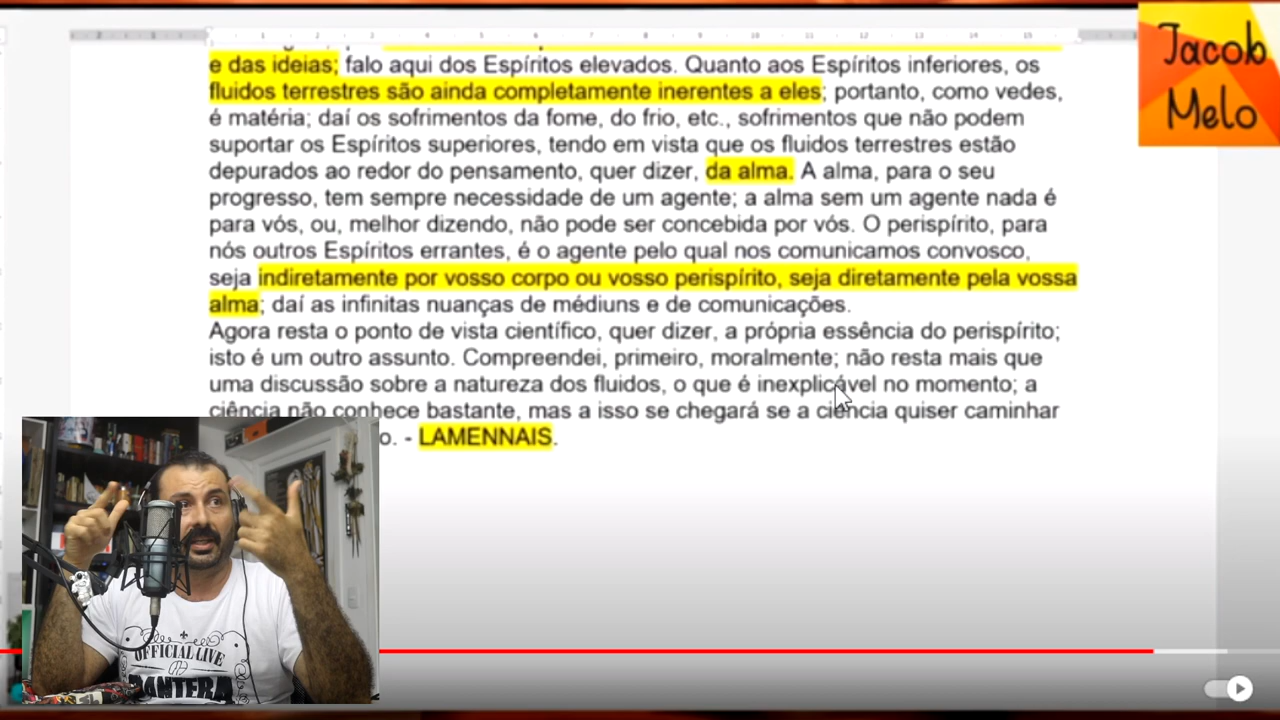 Jacob
Melo
e das ideias; falo aqui dos Espíritos elevados. Quanto aos Espíritos inferiores, os
fluidos terrestres são ainda completamente inerentes a eles; portanto, como vedes,
é matéria; daí os sofrimentos da fome, do frio, etc., sofrimentos que não podem
suportar os Espíritos superiores, tendo em vista que os fluidos terrestres estão
depurados ao redor do pensamento, quer dizer, da alma. A alma, para o seu
progresso, tem sempre necessidade de um agente; a alma sem um agente nada é
para vós, ou, melhor dizendo, não pode ser concebida por vós. O perispírito, para
nós outros Espíritos errantes, é o agente pelo qual nos comunicamos convosco,
seja indiretamente por vosso corpo ou vosso perispírito, seja diretamente pela vossa
alma; daí as infinitas nuanças de médiuns e de comunicações.
Agora resta o ponto de vista científico, quer dizer, a própria essência do perispírito;
isto é um outro assunto. Compreendei, primeiro, moralmente; não resta mais que
uma discussão sobre a natureza dos fluidos, o que é inexplicável no momento; a
ciência não conhece bastante, mas a isso se chegará se a ciência quiser caminhar
o. - LAMENNAIS.
OFFICIAL LIVE
PANTERA